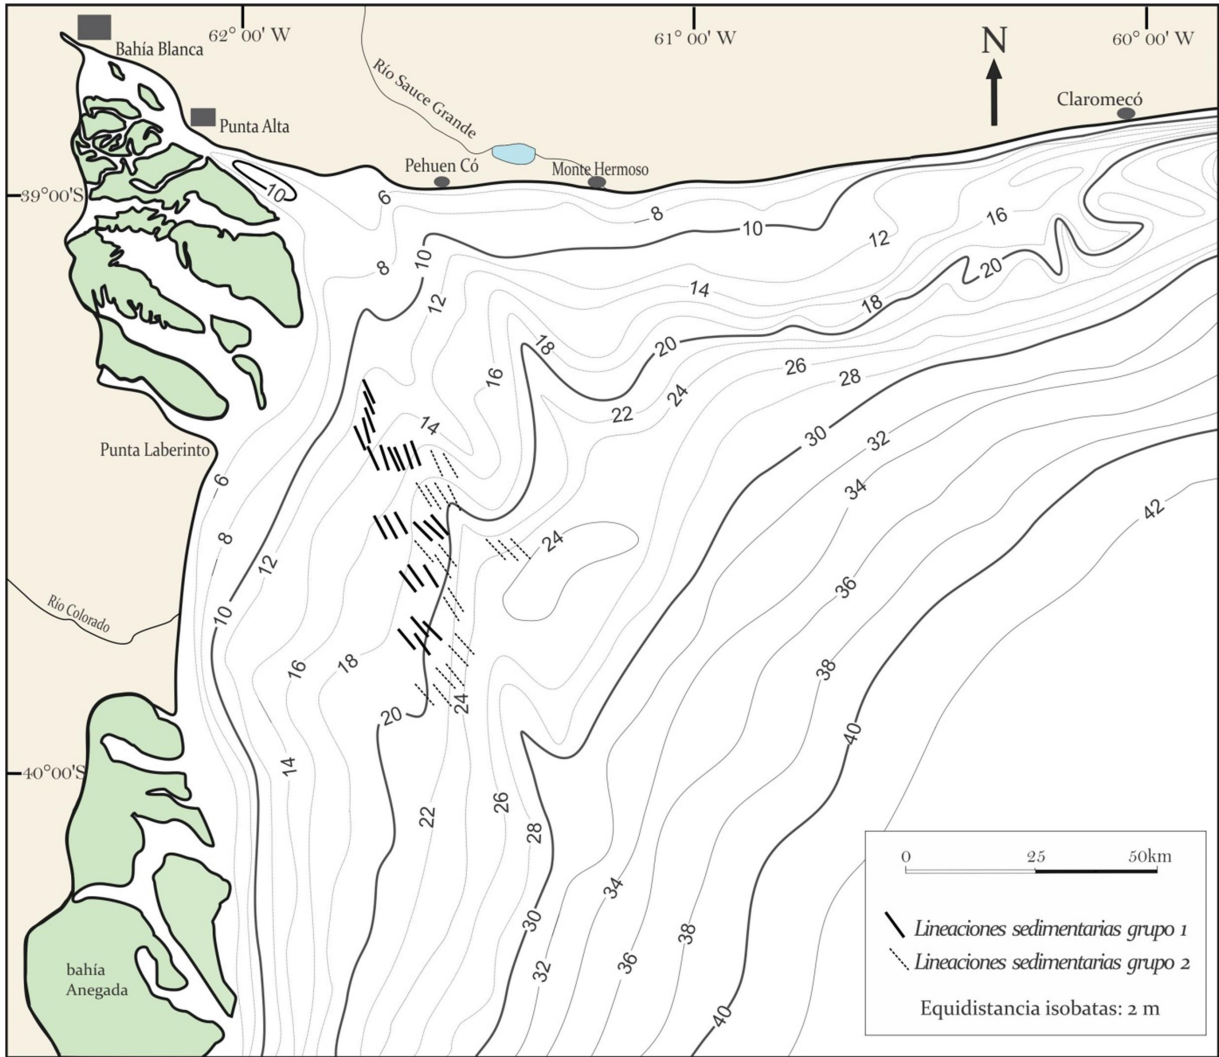 62° 00' W
61° 00' W
60° 00' W
N
Bahía Blanca
Río Sauce Grande
Claromecó
Punta Alta
Pehuen Có
Monte Hermoso
39°00'S
10
6
8
10
16
12
8
10
20
14
12
18
18
20
26
16
28
24
22
14
30
32
Punta Laberinto
6
34
42
8
24
12
36
Río Colorado
10
16
18
38
24
20
40
40°00'S
14
26
22
28
0
25
50km
34
30
Lineaciones sedimentarias grupo 1
38
36
32
Lineaciones sedimentarias grupo 2
bahía
Anegada
Equidistancia isobatas: 2 m
40